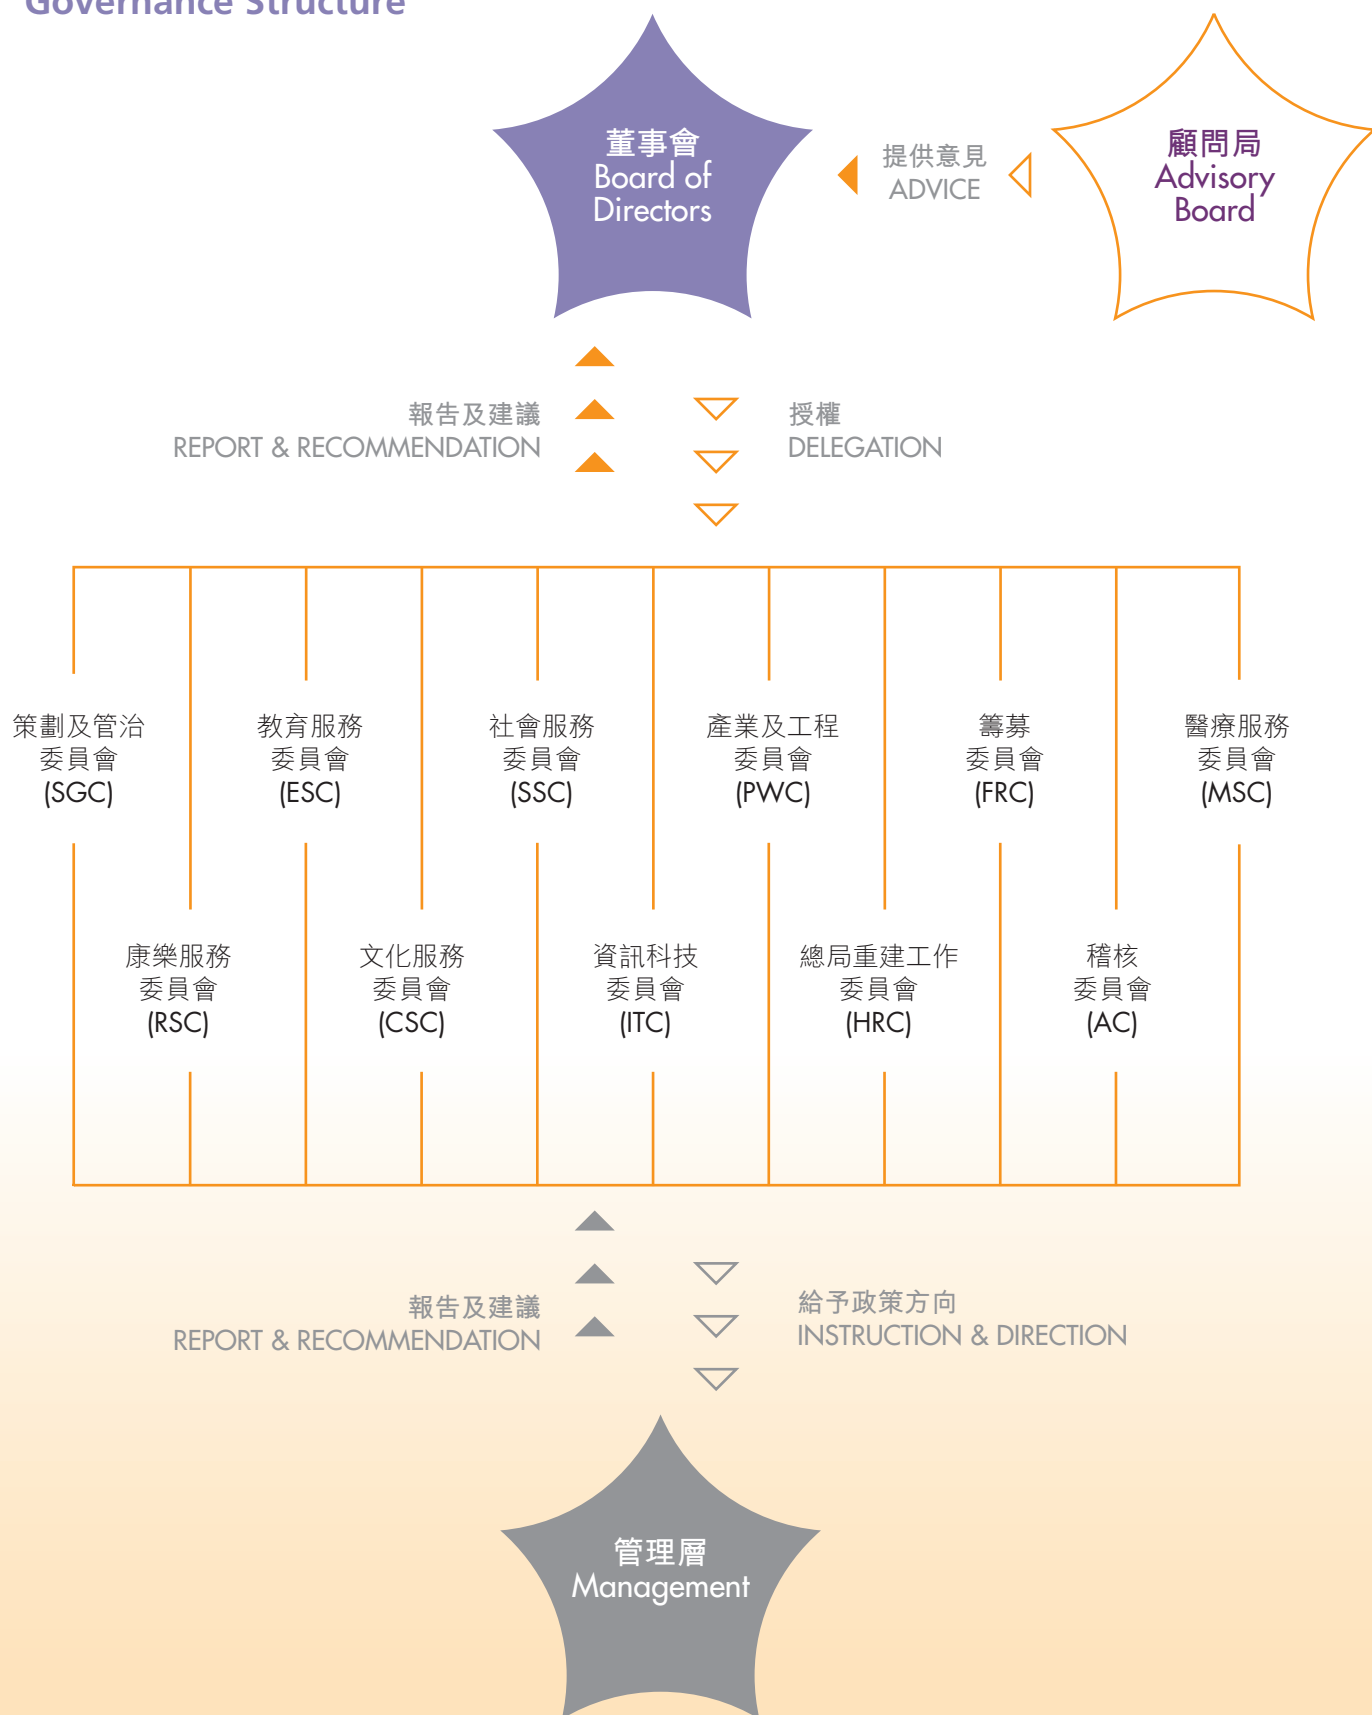 Governance Structure
董事會
Board of
Directors
提供意見
ADVICE
顧問局
Advisory
Board
報告及建議
REPORT & RECOMMENDATION
授權
DELEGATION
策劃及管治
委員會
(SGC)
教育服務
委員會
(ESC)
社會服務
委員會
(SSC)
產業及工程
委員會
(PWC)
籌募
委員會
(FRC)
醫療服務
委員會
(MSC)
康樂服務
委員會
(RSC)
文化服務
委員會
(CSC)
資訊科技
委員會
(ITC)
總局重建工作
委員會
(HRC)
稽核
委員會
(AC)
報告及建議
REPORT & RECOMMENDATION
給予政策方向
INSTRUCTION & DIRECTION
管理層
Management